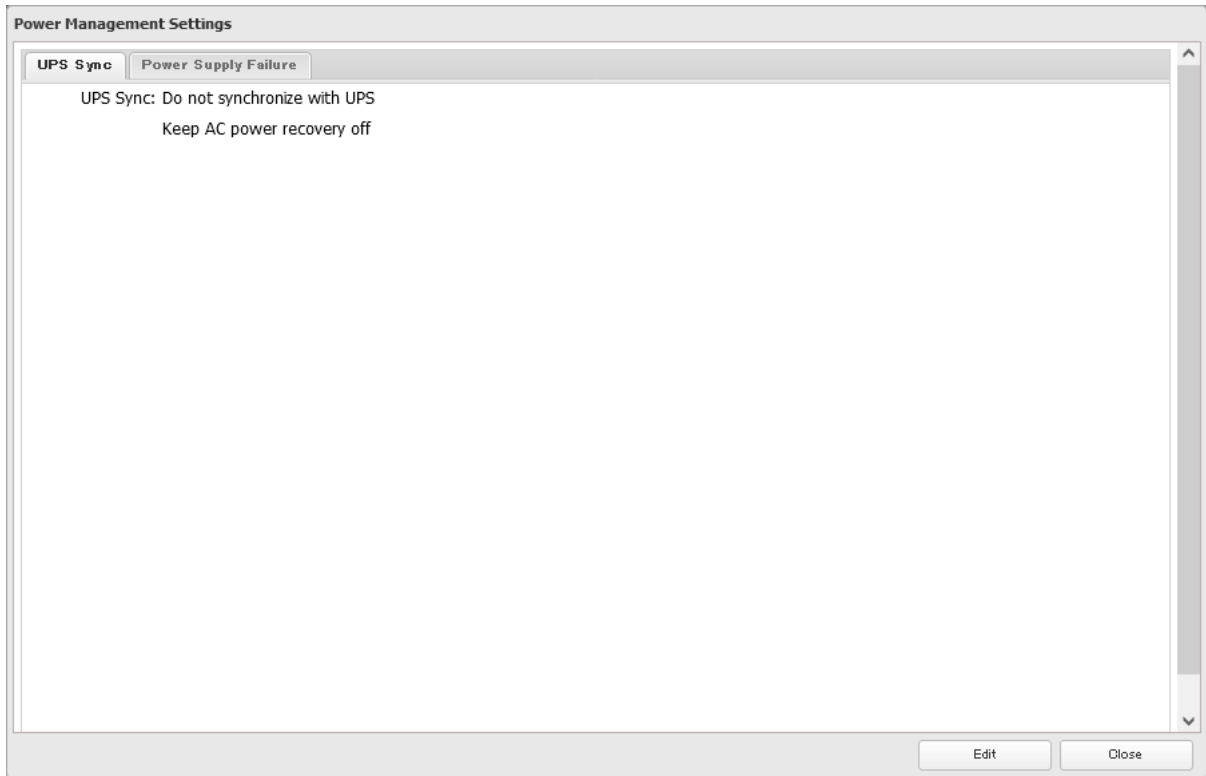 Power Management Settings
UPS Sync Power Supply Failure
UPS Sync: Do not synchronize with UPS
Keep AC power recovery off
Edit Close